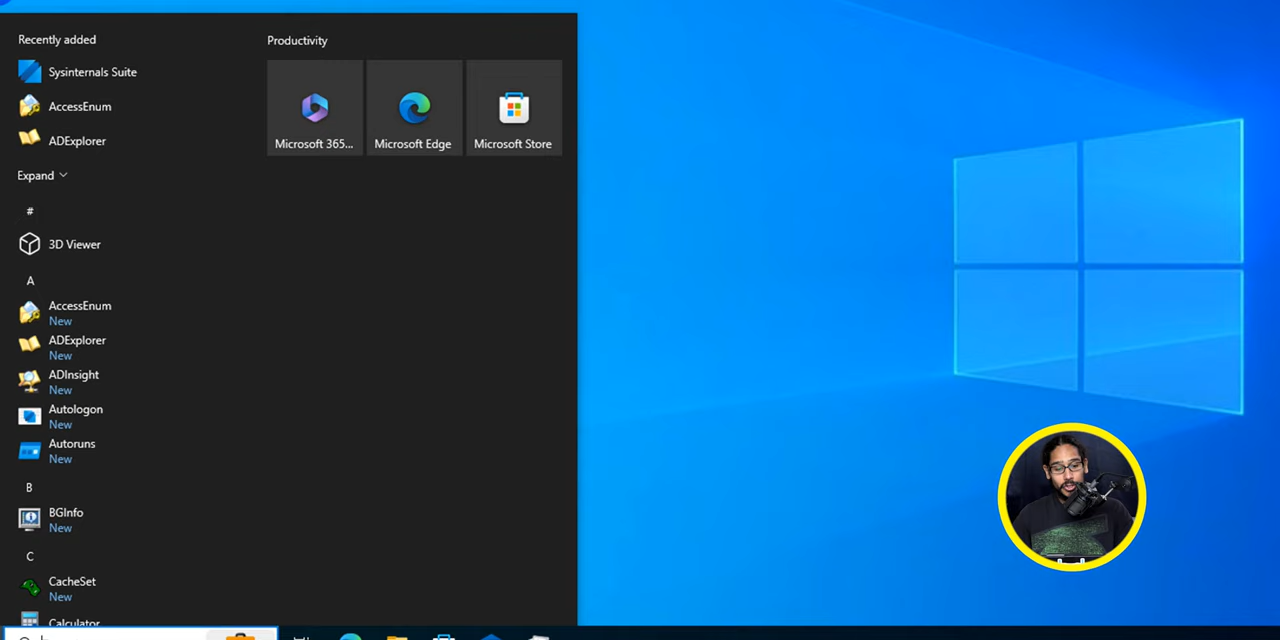 Recently added
Sysinternals Suite
AccessEnum
ADExplorer
Expand
#
3D Viewer
A
AccessEnum
New
ADExplorer
New
ADInsight
New
Autologon
New
Autoruns
New
B
BGInfo
New
C
CacheSet
New
Calculator
Productivity
Microsoft 365...
Microsoft Edge
Microsoft Store